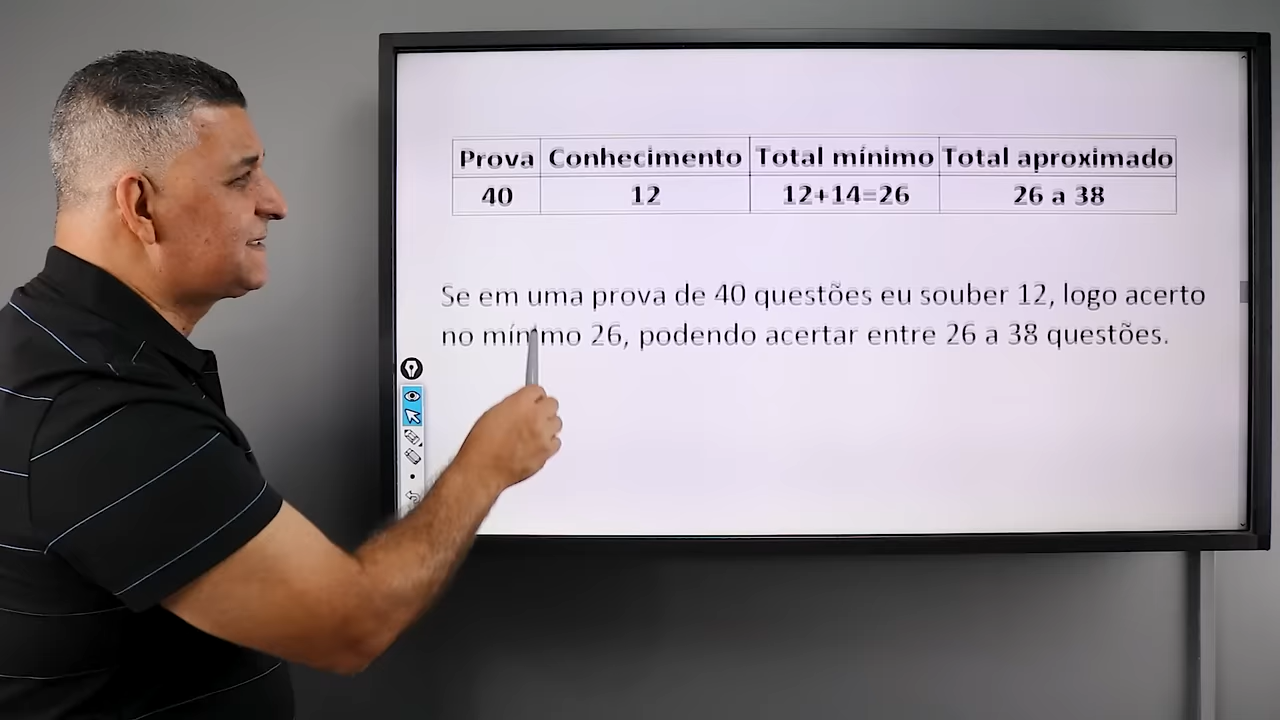 Prova Conhecimento Total mínimo Total aproximado
40 12 12+14=26 26 a 38
Se em uma prova de 40 questões eu souber 12, logo acerto
no mínimo 26, podendo acertar entre 26 a 38 questões.